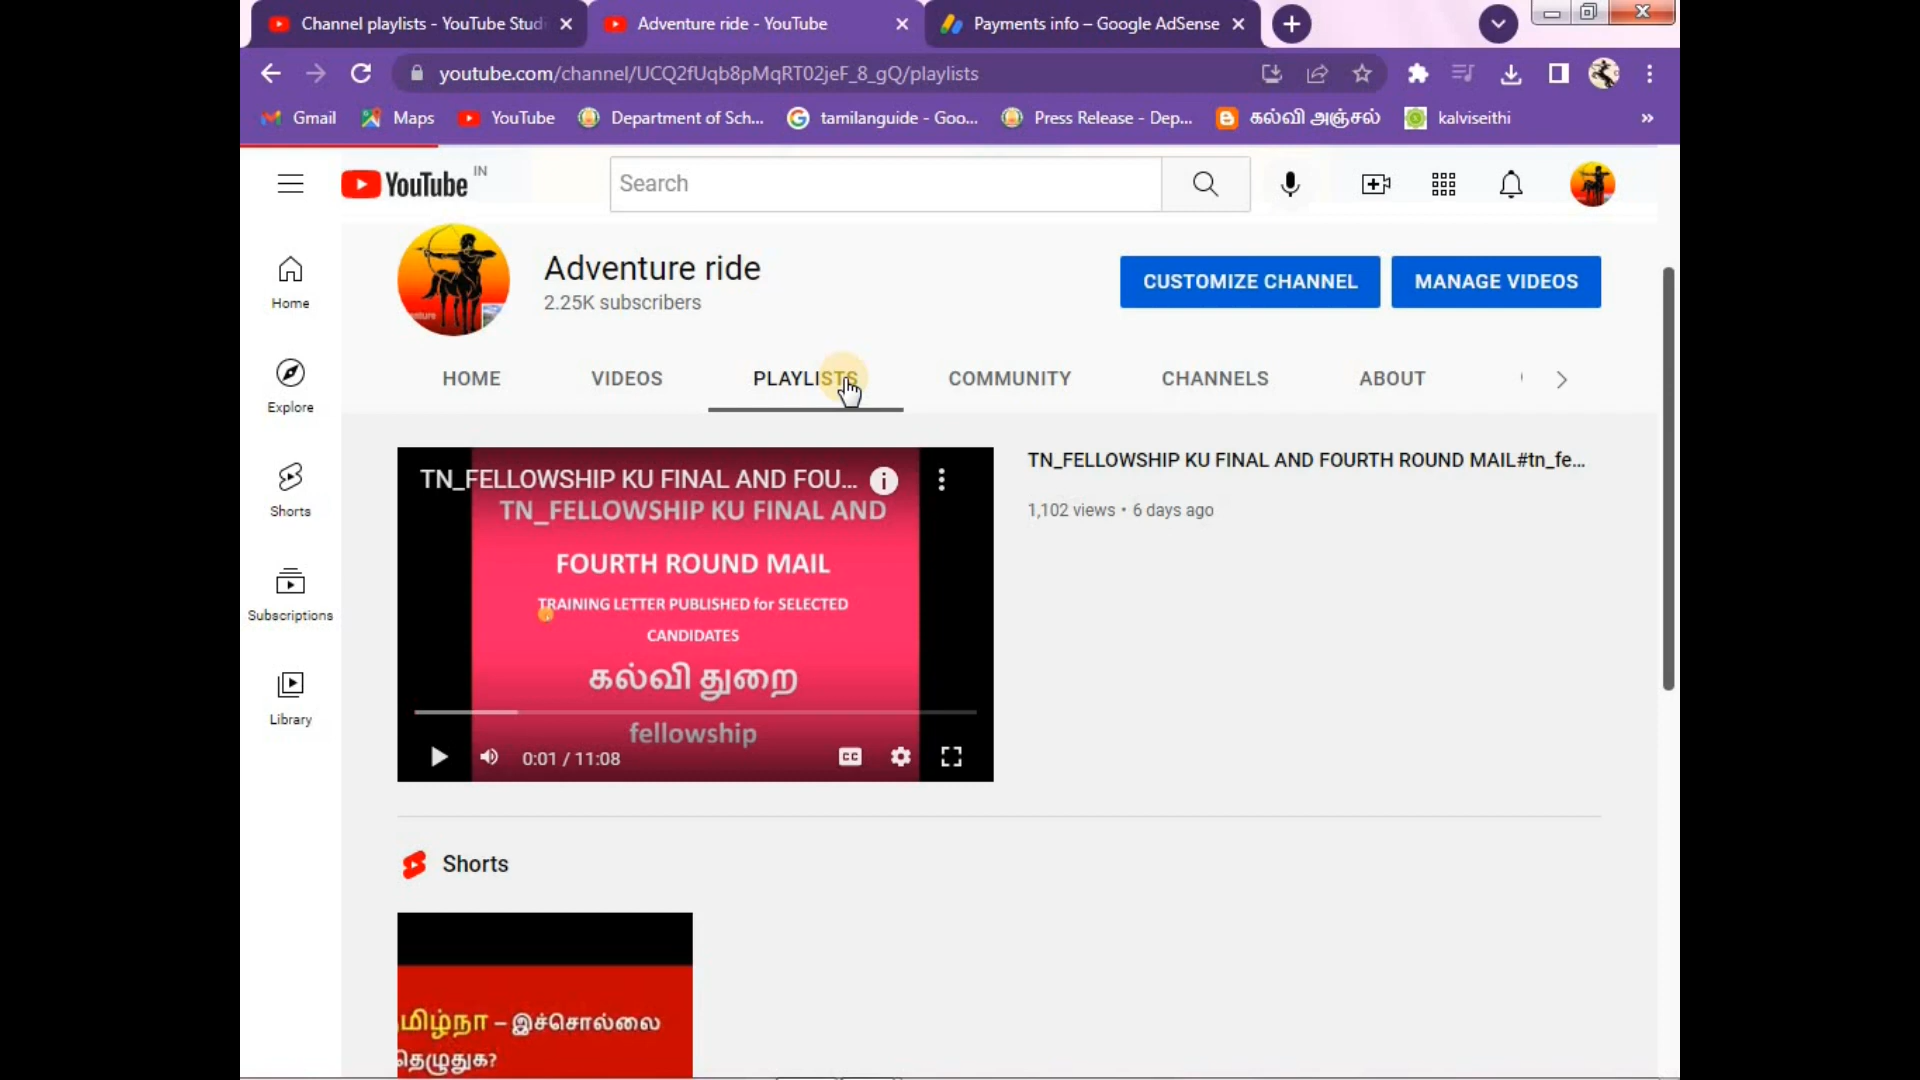 Channel playlists - YouTube Studi
Adventure ride - YouTube
Payments info – Google AdSense
youtube.com/channel/UCQ2fUqb8pMqRT02jeF_8_gQ/playlists
Gmail
Maps
YouTube
Department of Sch...
tamilanguide - Goo...
Press Release - Dep...
கல்வி அஞ்சல்
kalviseithi
YouTube IN
Search
Home
Explore
Shorts
Subscriptions
Library
Adventure ride
2.25K subscribers
CUSTOMIZE CHANNEL
MANAGE VIDEOS
HOME
VIDEOS
PLAYLISTS
COMMUNITY
CHANNELS
ABOUT
TN_FELLOWSHIP KU FINAL AND FOU...
TN_FELLOWSHIP KU FINAL AND
FOURTH ROUND MAIL
TRAINING LETTER PUBLISHED for SELECTED
CANDIDATES
கல்வி துறை
fellowship
0:01 / 11:08
CC
TN_FELLOWSHIP KU FINAL AND FOURTH ROUND MAIL#tn_fe...
1,102 views • 6 days ago
Shorts
மிழ்நா – இச்சொல்லை
தெழுதுக?